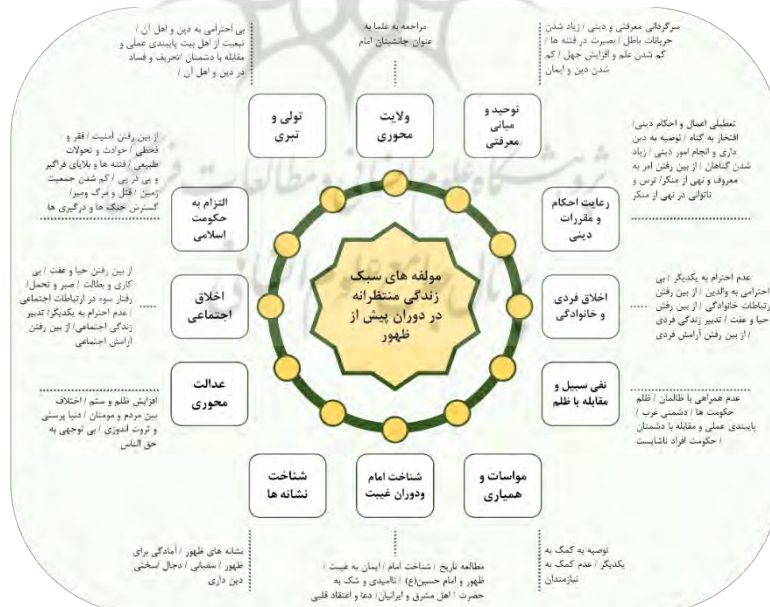 سرگردانی معرفتی و دینی / زیاد شدن
جریانات باطل / بصیرت در فتنه ها /
کم شدن علم و افزایش جهل / کم
شدن دین و ایمان
مراجعه به علما به
عنوان جانشینان امام
بی احترامی به دین و اهل آن /
تبعیت از اهل بیت پایبندی عملی و
مقابله با دشمنان / تحریف و فساد
در دین و اهل آن /
توحید و
مبانی
معرفتی
ولایت
محوری
تولی و
تبری
تعطیلی اعمال و احکام دینی /
افتخار به گناه / توصیه به دین
داری و انجام امور دینی / زیاد
شدن گناهان / از بین رفتن امر به
معروف و نهی از منکر / ترس و
ناتوانی در نهی از منکر
رعایت احکام
و مقررات
دینی
التزام به
حکومت
اسلامی
از بین رفتن امنیت / فقر و
قحطی / حوادث و تحولات
طبیعی / فتنه ها و بلایای فراگیر
و پی در پی / کم شدن جمعیت
زمین / قتل و مرگ ومیر /
گسترش جنگ ها و درگیری ها
مولفه های سبک
زندگی منتظرانه
در دوران پیش از
ظهور
عدم احترام به یکدیگر / بی
احترامی به والدین / از بین رفتن
ارتباطات خانوادگی / از بین رفتن
حیا و عفت / تدبیر زندگی فردی
/ از بین رفتن آرامش فردی
اخلاق فردی
و خانوادگی
اخلاق
اجتماعی
از بین رفتن حیا و عفت / بی
کاری و بطالت / صبر و تحمل /
رفتار سوء در ارتباطات اجتماعی
/ عدم احترام به یکدیگر / تدبیر
زندگی اجتماعی / از بین رفتن
آرامش اجتماعی
عدم همراهی با ظالمان / ظلم
حکومت ها / دشمنی غرب /
پایبندی عملی و مقابله با دشمنان
/ حکومت افراد ناشایست
نفی سبیل و
مقابله با ظلم
عدالت
محوری
افزایش ظلم و ستم / اختلاف
بین مردم و مومنان / دنیا پرستی
و ثروت اندوزی / بی توجهی به
حق الناس
مواسات و
همیاری
شناخت امام
ودوران غیبت
شناخت
نشانه ها
توصیه به کمک به
یکدیگر / عدم کمک به
نیازمندان
مطالعه تاریخ / شناخت امام / ایمان به غیبت /
ظهور و امام حسین(ع) / ناامیدی و شک به
حضرت / اهل مشرق و ایرانیان / دعا و اعتقاد قلبی
نشانه های ظهور / آمادگی برای
ظهور / سفیانی / دجال / سختی
دین داری